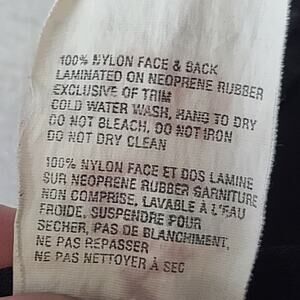 100% NYLON FACE & BACK
LAMINATED ON NEOPRENE RUBBER
EXCLUSIVE OF TRIM
COLD WATER WASH, HANG TO DRY
DO NOT BLEACH, DO NOT IRON
DO NOT DRY CLEAN
100% NYLON FACE ET DOS LAMINE
SUR NEOPRENE RUBBER GARNITURE
NON COMPRISE, LAVABLE À L'EAU
FROIDE, SUSPENDRE POUR
SECHER, PAS DE BLANCHIMENT,
NE PAS REPASSER
NE PAS NETTOYER À SEC